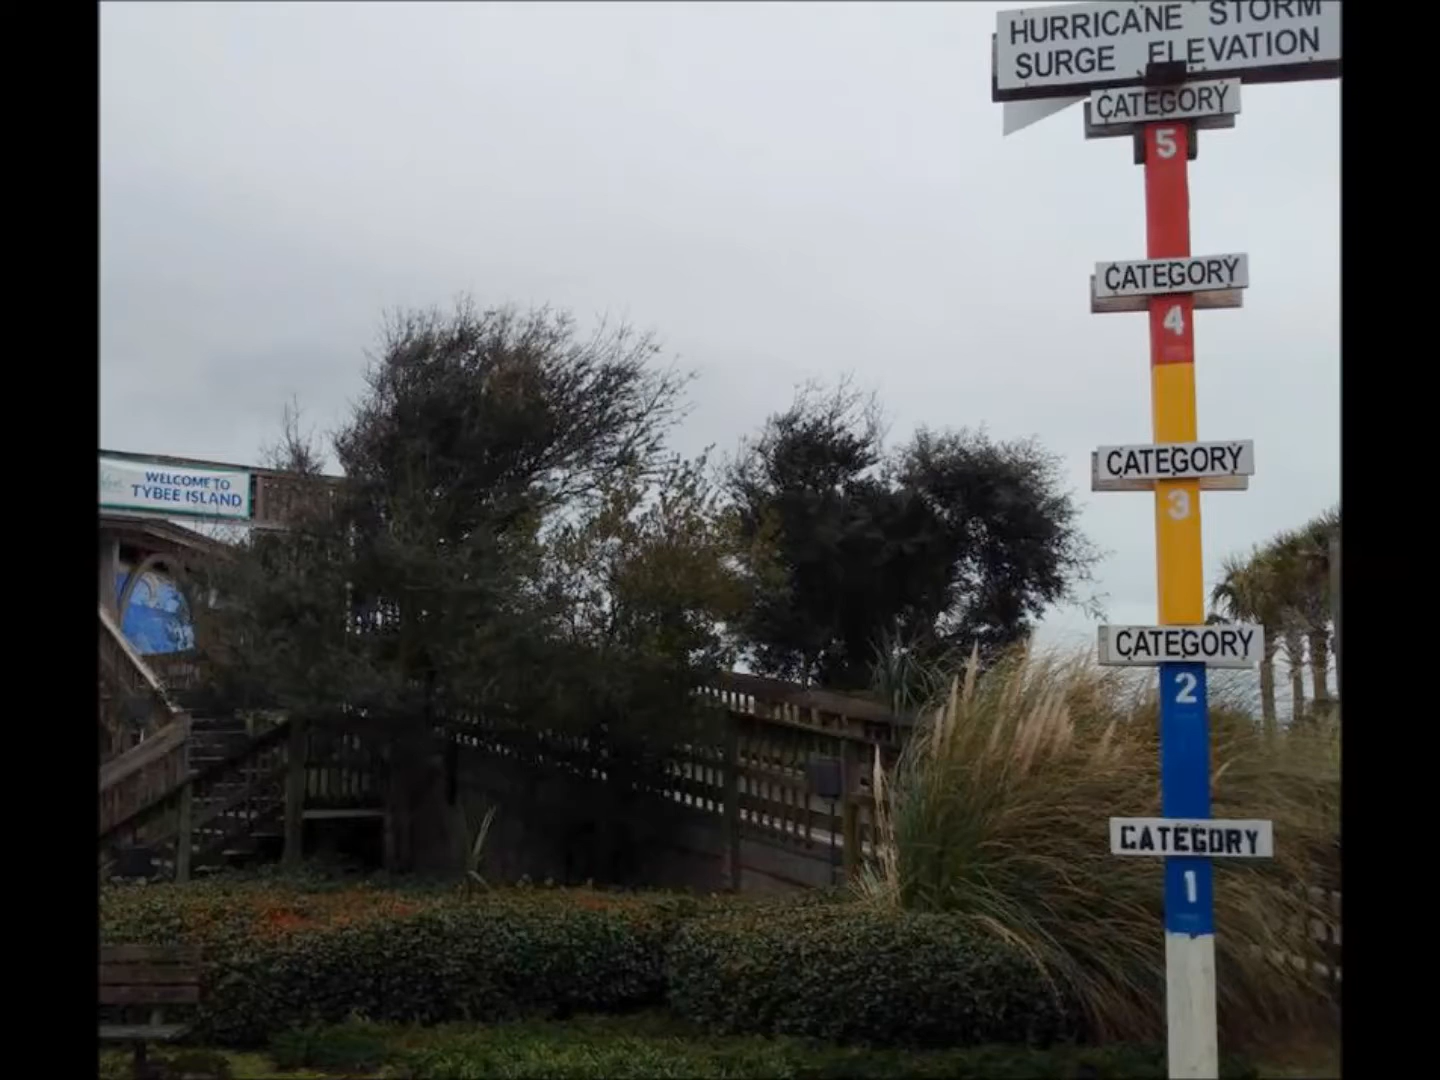 HURRICANE STORM
SURGE ELEVATION
CATEGORY
5
CATEGORY
4
CATEGORY
3
CATEGORY
2
CATEGORY
1
WELCOME TO
TYBEE ISLAND